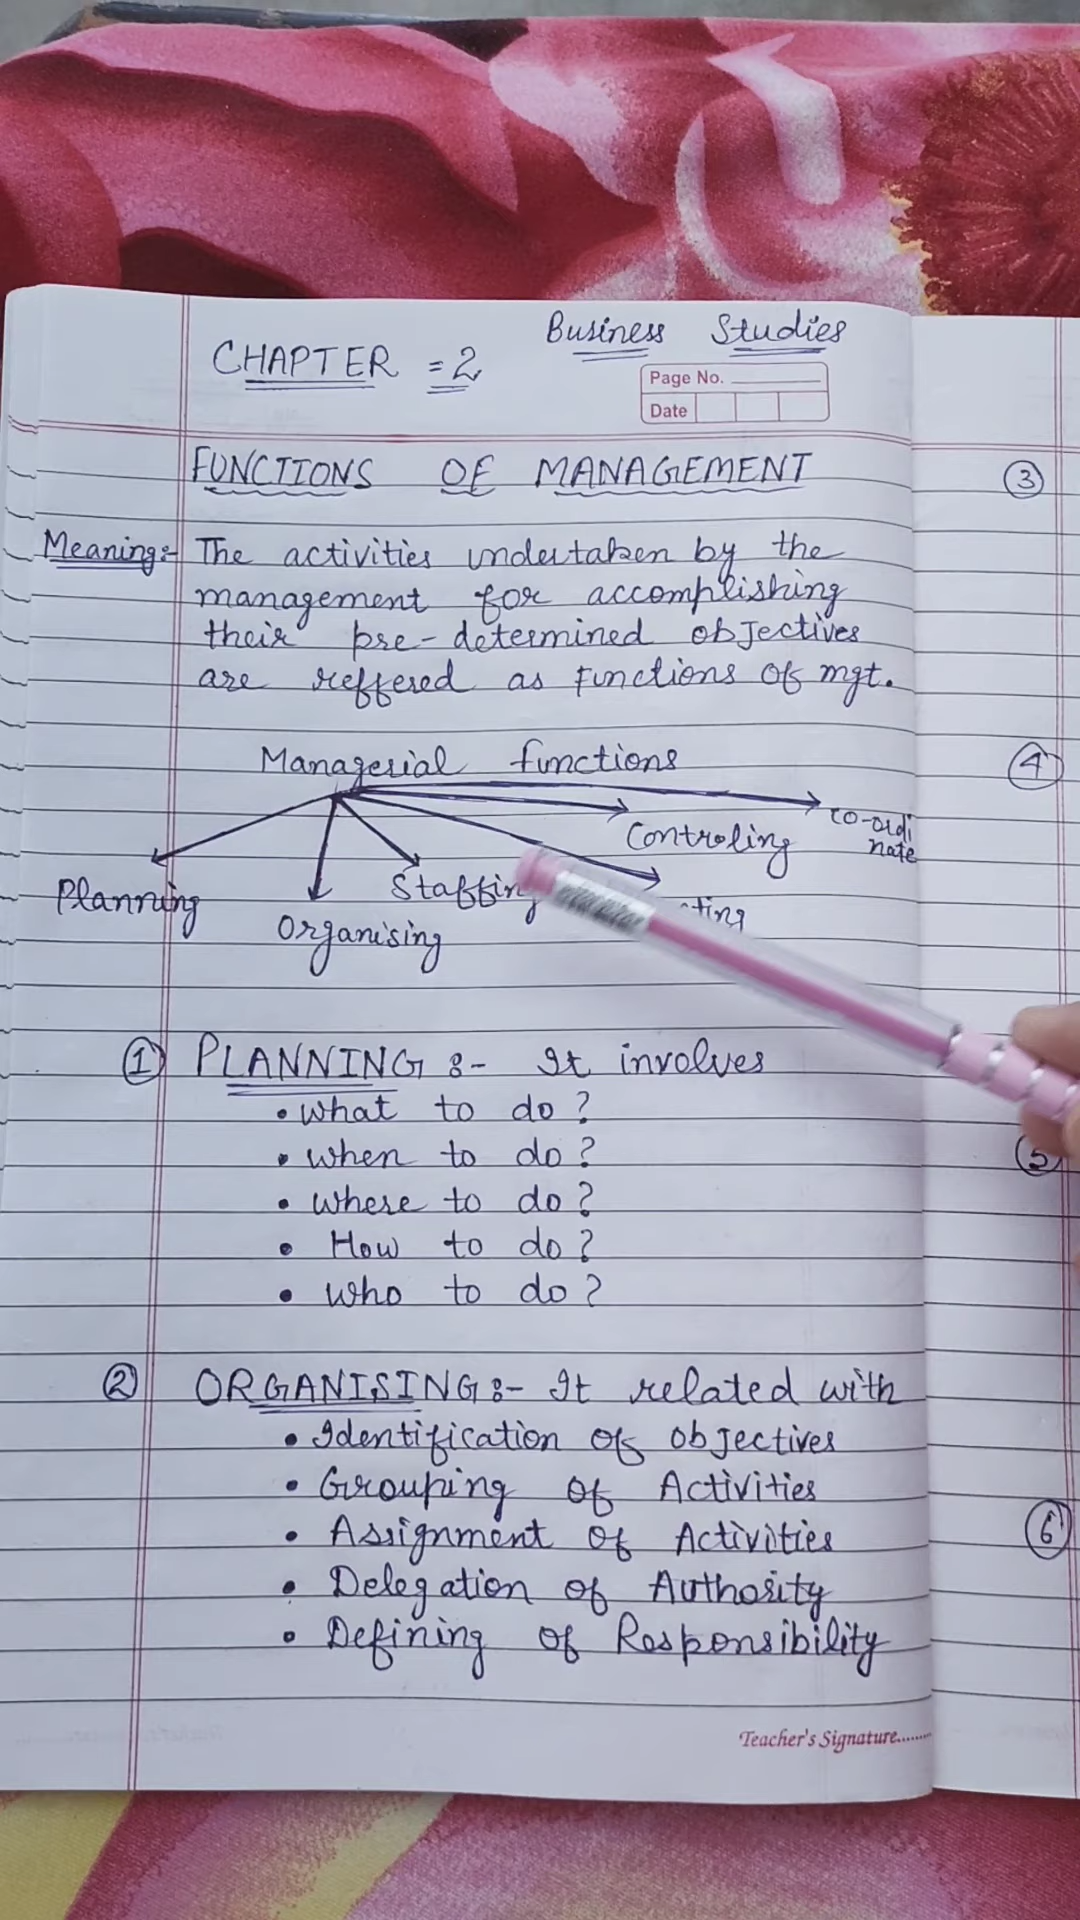 Business Studies
CHAPTER = 2
Page No.
Date
FUNCTIONS OF MANAGEMENT
3
Meaning:- The activities undertaken by the
management for accomplishing
their pre-determined objectives
are reffered as functions of mgt.
4
Managerial functions
Co-ordi
nate
Controling
Planning
Staffing
Organising
① PLANNING :- It involves
• What to do?
• when to do?
5
• where to do?
• How to do?
• who to do?
② ORGANISING :- It related with
• Identification of objectives
• Grouping of Activities
• Assignment of Activities
6
• Delegation of Authority
• Defining of Responsibility
Teacher's Signature........